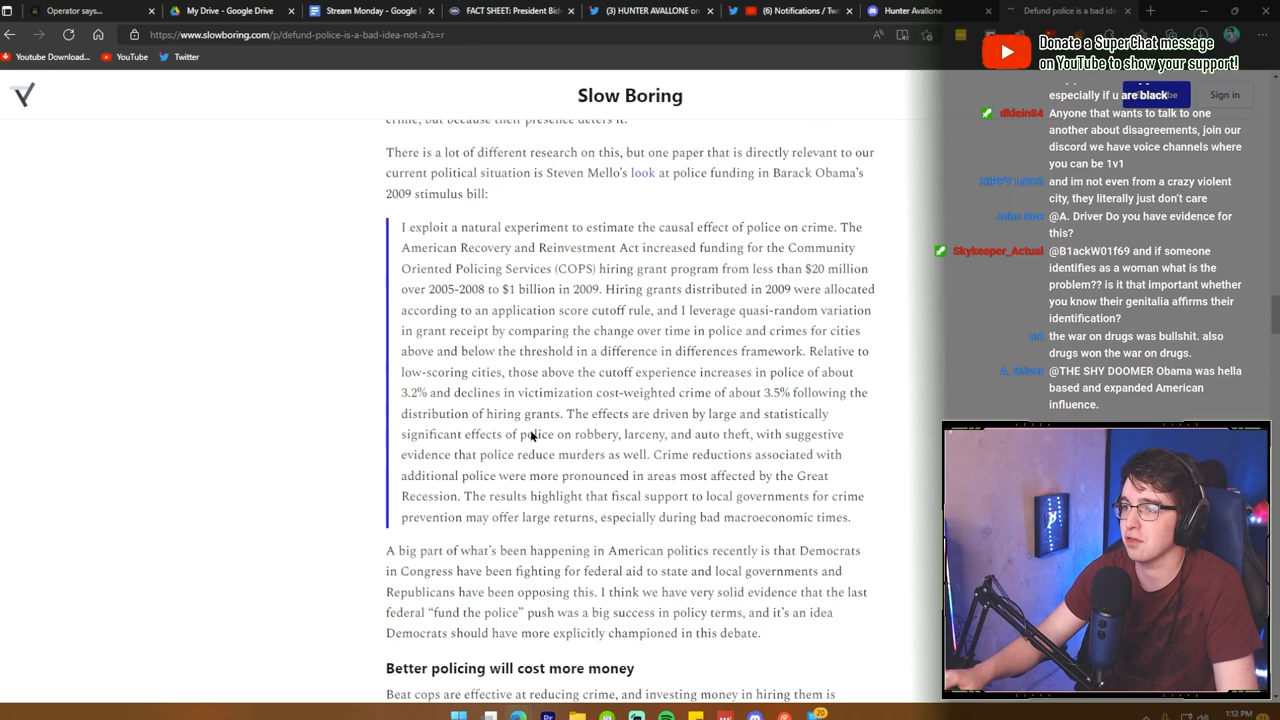 Operator says...
My Drive - Google Drive
Stream Monday - Google
FACT SHEET: President Bid
(3) HUNTER AVALLONE on
(6) Notifications / Tw
Hunter Avallone
Defund police is a bad ide
https://www.slowboring.com/p/defund-police-is-a-bad-idea-not-a?s=r
Youtube Download...
YouTube
Twitter
Donate a SuperChat message
on YouTube to show your support!
Slow Boring
Sign in
crime, but because their presence deters it.
There is a lot of different research on this, but one paper that is directly relevant to our
current political situation is Steven Mello's look at police funding in Barack Obama's
2009 stimulus bill:
I exploit a natural experiment to estimate the causal effect of police on crime. The
American Recovery and Reinvestment Act increased funding for the Community
Oriented Policing Services (COPS) hiring grant program from less than $20 million
over 2005-2008 to $1 billion in 2009. Hiring grants distributed in 2009 were allocated
according to an application score cutoff rule, and I leverage quasi-random variation
in grant receipt by comparing the change over time in police and crimes for cities
above and below the threshold in a difference in differences framework. Relative to
low-scoring cities, those above the cutoff experience increases in police of about
3.2% and declines in victimization cost-weighted crime of about 3.5% following the
distribution of hiring grants. The effects are driven by large and statistically
significant effects of police on robbery, larceny, and auto theft, with suggestive
evidence that police reduce murders as well. Crime reductions associated with
additional police were more pronounced in areas most affected by the Great
Recession. The results highlight that fiscal support to local governments for crime
prevention may offer large returns, especially during bad macroeconomic times.
A big part of what's been happening in American politics recently is that Democrats
in Congress have been fighting for federal aid to state and local governments and
Republicans have been opposing this. I think we have very solid evidence that the last
federal "fund the police" push was a big success in policy terms, and it's an idea
Democrats should have more explicitly championed in this debate.
Better policing will cost more money
Beat cops are effective at reducing crime, and investing money in hiring them is
especially if u are black
dklein84 Anyone that wants to talk to one
another about disagreements, join our
discord we have voice channels where
you can be 1v1
and im not even from a crazy violent
city, they literally just don't care
John Doe @A. Driver Do you have evidence for
this?
Skykeeper_Actual @B1ackW01f69 and if someone
identifies as a woman what is the
problem?? is it that important whether
you know their genitalia affirms their
identification?
the war on drugs was bullshit. also
drugs won the war on drugs.
A. Driver @THE SHY DOOMER Obama was hella
based and expanded American
influence.
20
1:12 PM